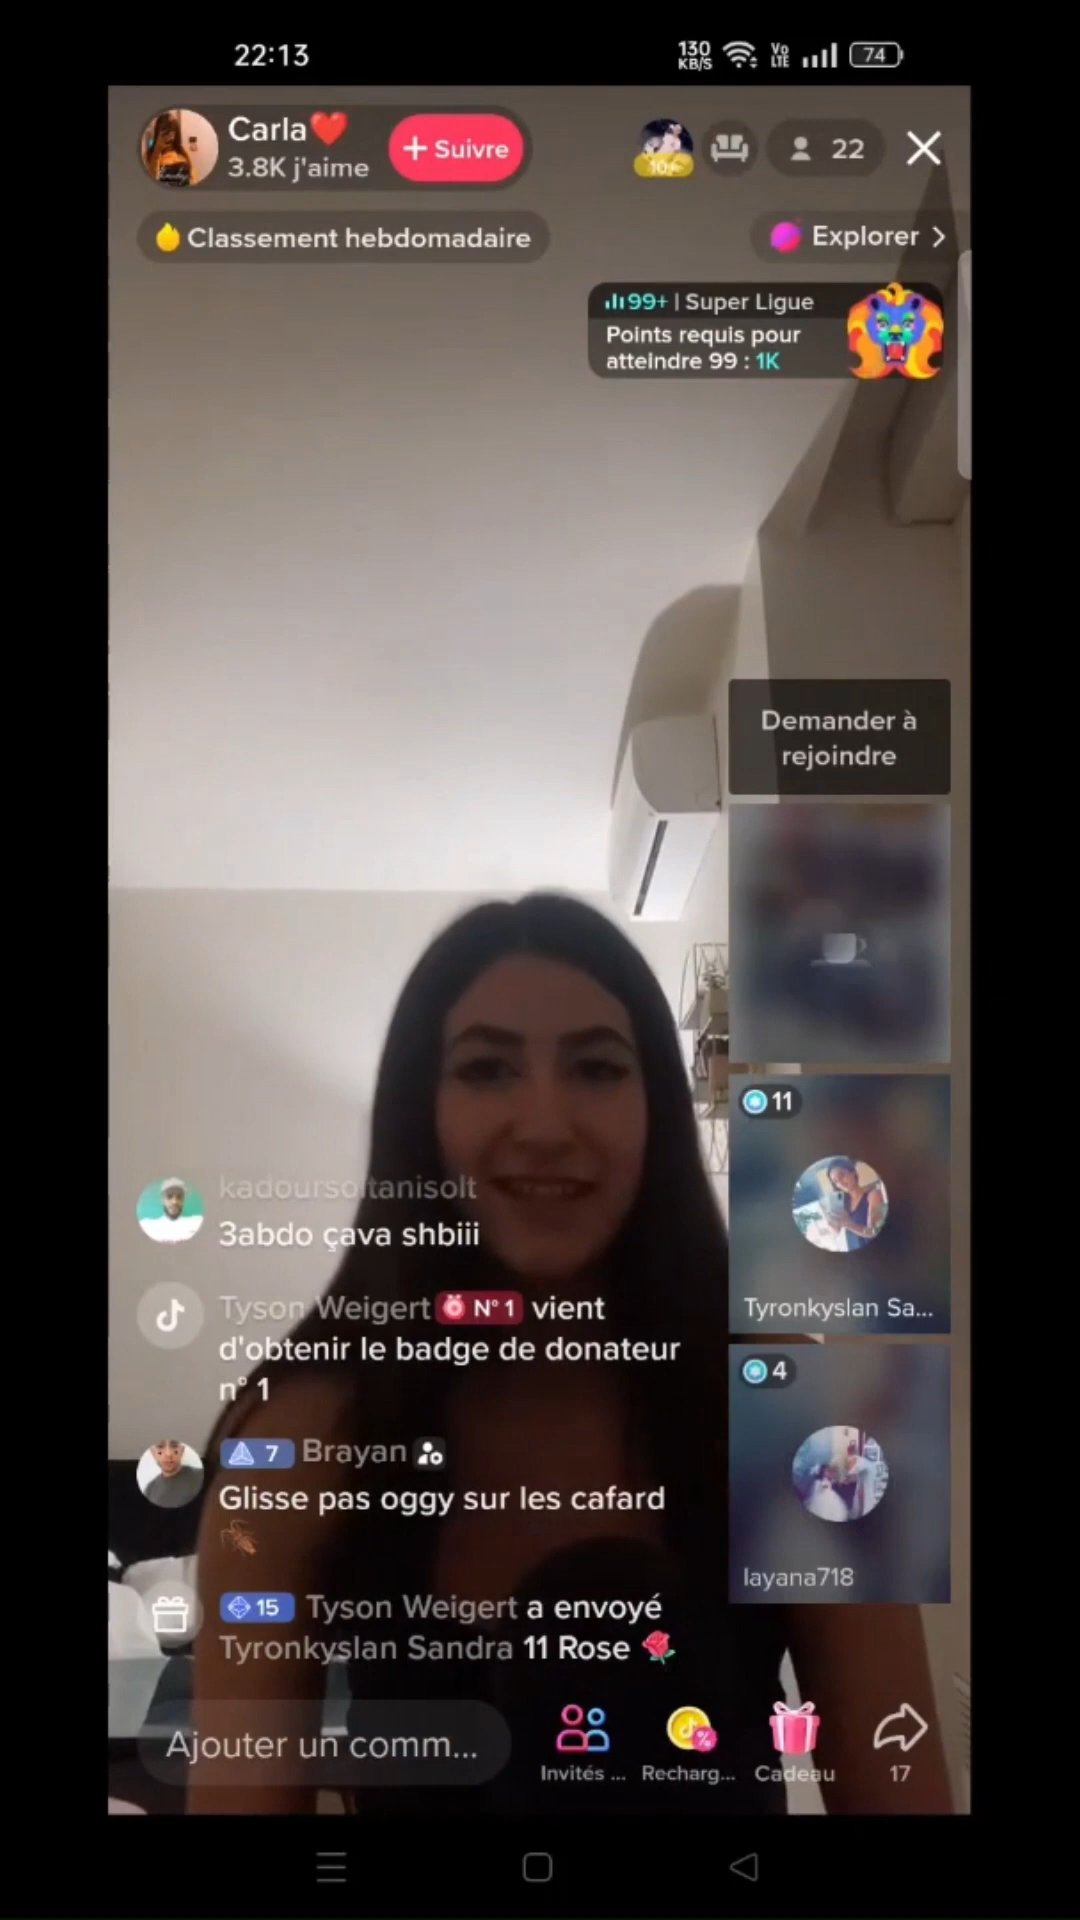 22:13
130
KB/S
Vo
LTE
74
Carla❤️
3.8K j'aime
+ Suivre
10K
22
Classement hebdomadaire
Explorer >
99+ | Super Ligue
Points requis pour
atteindre 99 : 1K
Demander à
rejoindre
11
Tyronkyslan Sa...
4
layana718
kadoursoltanisolt
3abdo çava shbiii
Tyson Weigert N° 1 vient
d'obtenir le badge de donateur
n° 1
7 Brayan
Glisse pas oggy sur les cafard
🪳
15 Tyson Weigert a envoyé
Tyronkyslan Sandra 11 Rose 🌹
Ajouter un comm...
Invités ...
Recharg...
Cadeau
17